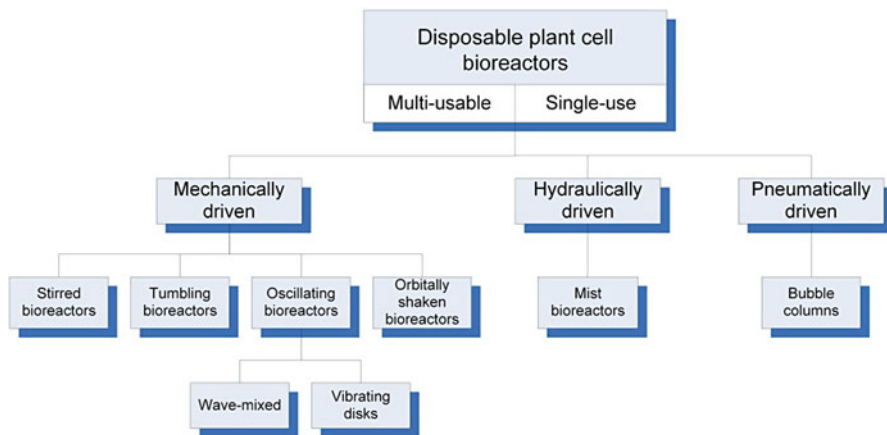 Disposable plant cell
bioreactors
Multi-usable
Single-use
Mechanically
driven
Hydraulically
driven
Pneumatically
driven
Stirred
bioreactors
Tumbling
bioreactors
Oscillating
bioreactors
Orbitally
shaken
bioreactors
Mist
bioreactors
Bubble
columns
Wave-mixed
Vibrating
disks